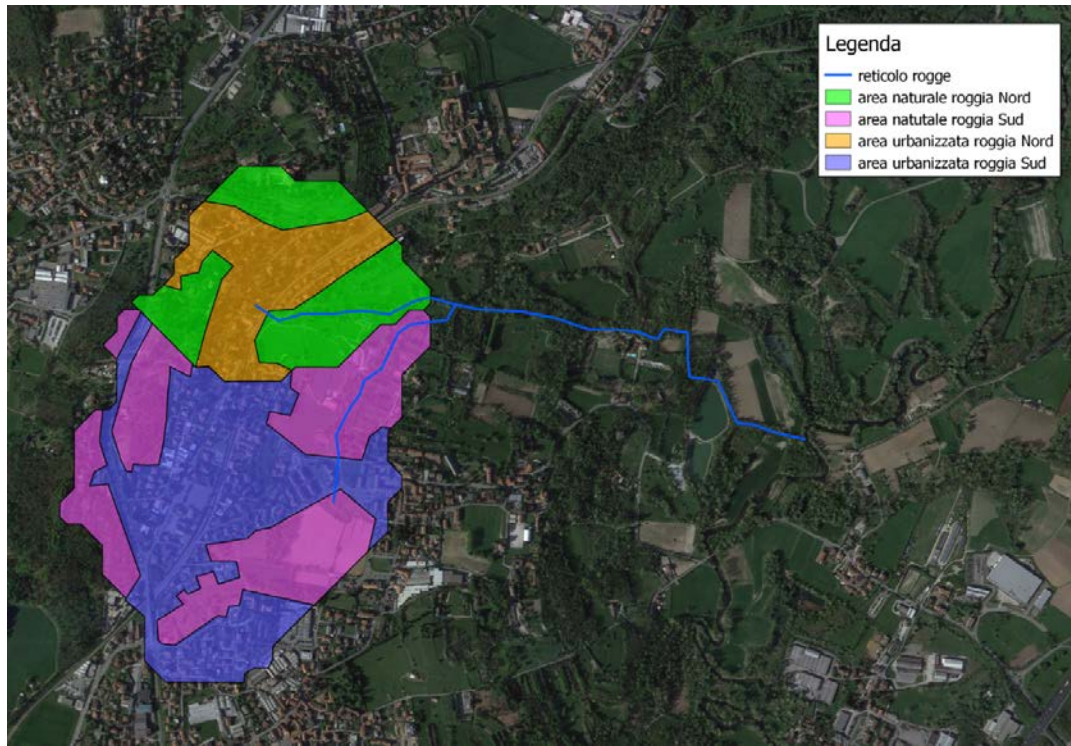 Legenda
reticolo rogge
area naturale roggia Nord
area natutale roggia Sud
area urbanizzata roggia Nord
area urbanizzata roggia Sud